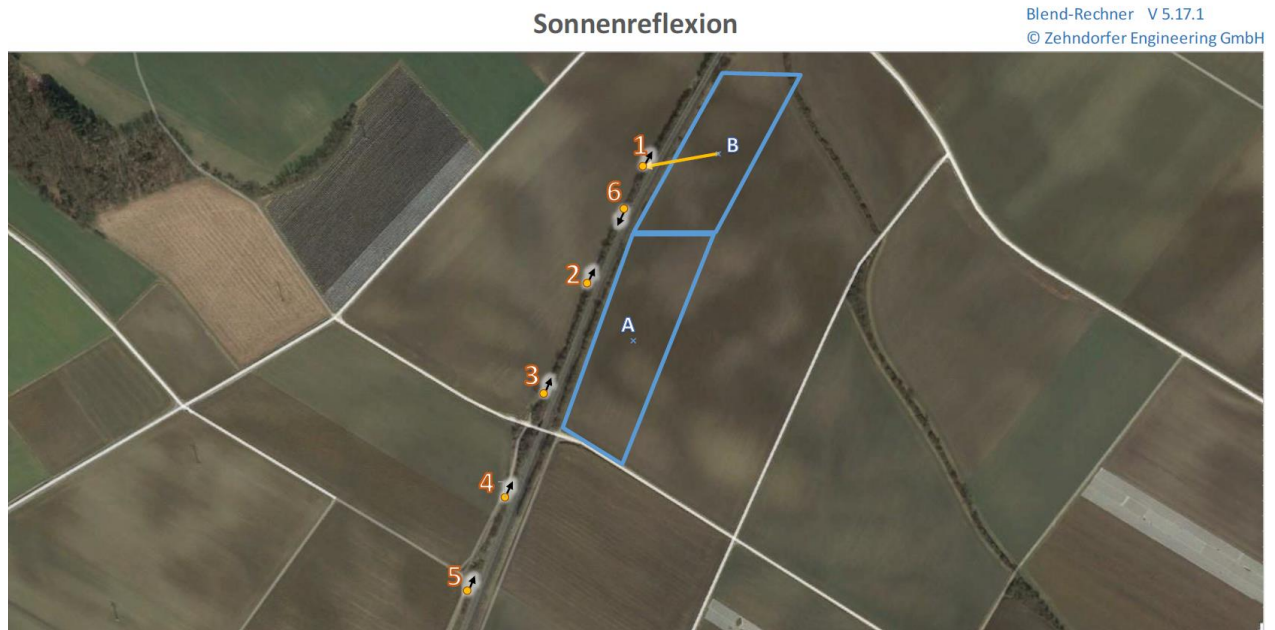 Sonnenreflexion
Blend-Rechner V 5.17.1
© Zehndorfer Engineering GmbH
1
B
6
2
A
3
4
5